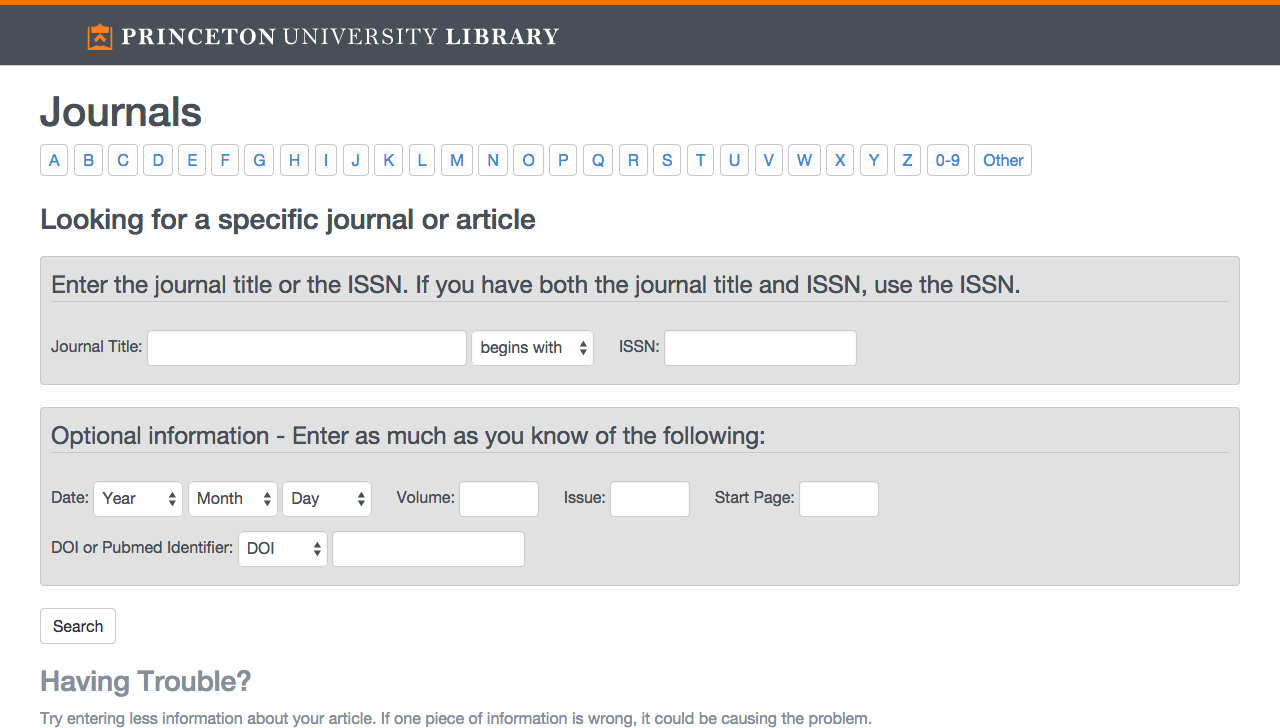 PRINCETON UNIVERSITY LIBRARY
Journals
A B C D E F G H I J K L M N O P Q R S T U V W X Y Z 0-9 Other
Looking for a specific journal or article
Enter the journal title or the ISSN. If you have both the journal title and ISSN, use the ISSN.
Journal Title: begins with ISSN:
Optional information - Enter as much as you know of the following:
Date: Year Month Day Volume: Issue: Start Page:
DOI or Pubmed Identifier: DOI
Search
Having Trouble?
Try entering less information about your article. If one piece of information is wrong, it could be causing the problem.